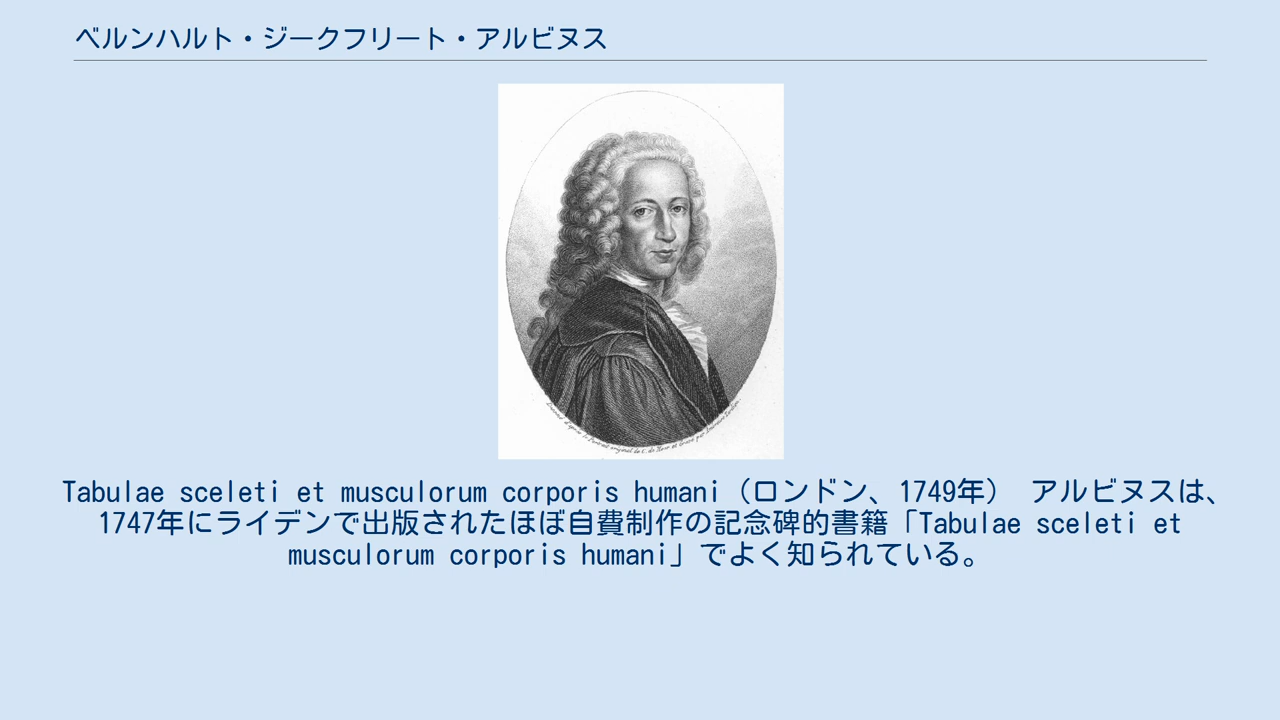 ベルンハルト・ジークフリート・アルビヌス
Tabulae sceleti et musculorum corporis humani（ロンドン、1749年） アルビヌスは、
1747年にライデンで出版されたほぼ自費制作の記念碑的書籍「Tabulae sceleti et
musculorum corporis humani」でよく知られている。